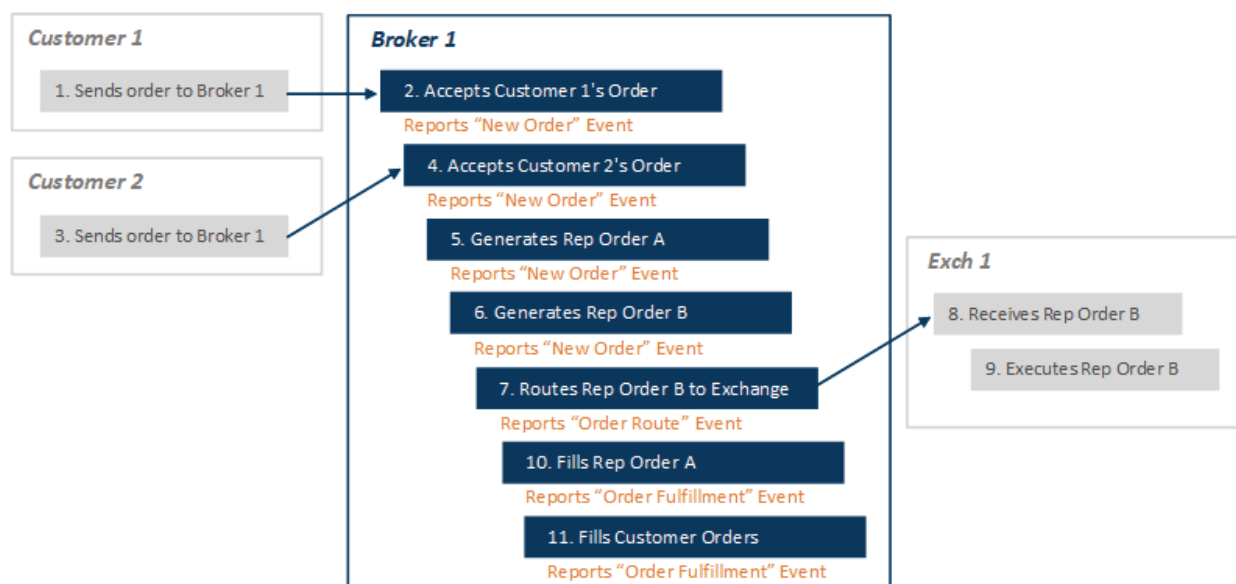 Customer 1
1. Sends order to Broker 1
Customer 2
3. Sends order to Broker 1
Broker 1
2. Accepts Customer 1's Order
Reports “New Order” Event
4. Accepts Customer 2's Order
Reports “New Order” Event
5. Generates Rep Order A
Reports “New Order” Event
6. Generates Rep Order B
Reports “New Order” Event
7. Routes Rep Order B to Exchange
Reports “Order Route” Event
10. Fills Rep Order A
Reports “Order Fulfillment” Event
11. Fills Customer Orders
Reports “Order Fulfillment” Event
Exch 1
8. Receives Rep Order B
9. Executes Rep Order B